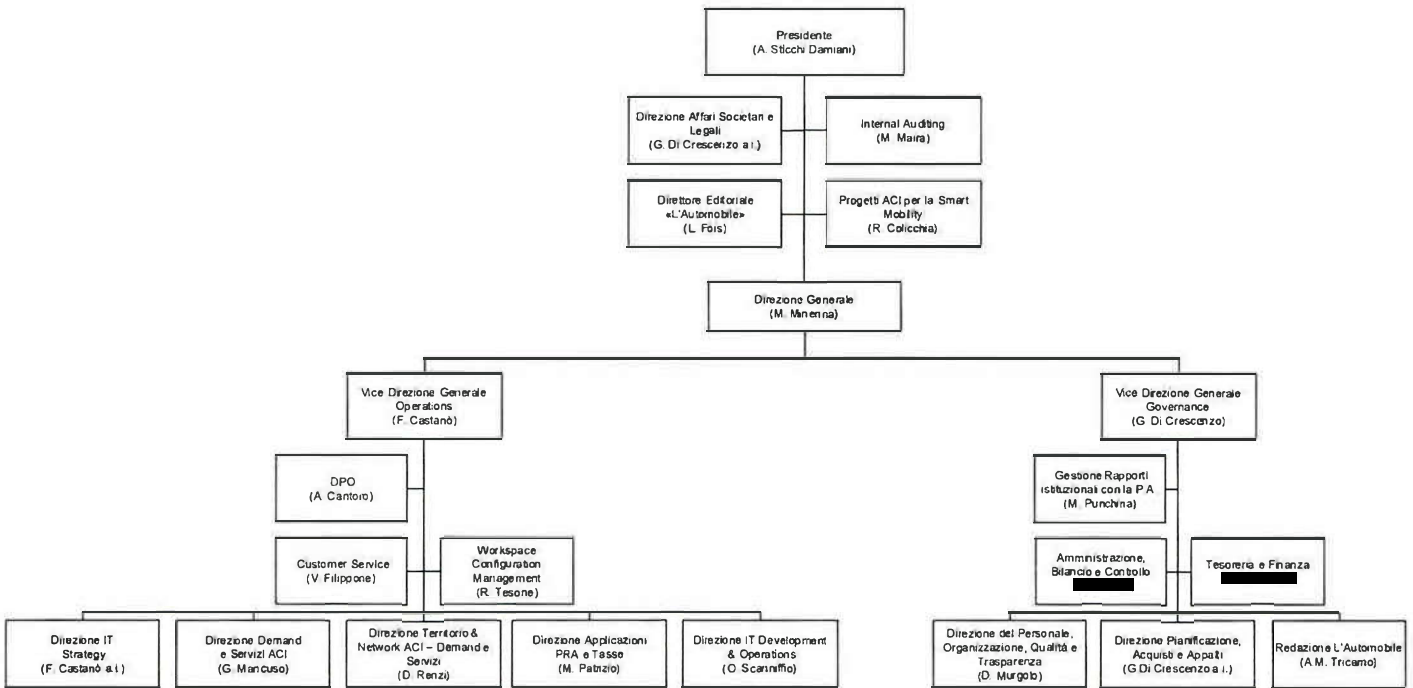 Presidente
(A. Sticchi Damiani)
Direzione Affari Societari e
Legali
(G. Di Crescenzo a.i.)
Internal Auditing
(M. Maira)
Direttore Editoriale
«L'Automobile»
(L. Fois)
Progetti ACI per la Smart
Mobility
(R. Colicchia)
Direzione Generale
(M. Minenna)
Vice Direzione Generale
Operations
(F. Castanò)
Vice Direzione Generale
Governance
(G. Di Crescenzo)
DPO
(A. Cantoro)
Gestione Rapporti
istituzionali con la P.A.
(M. Punchina)
Customer Service
(V. Filippone)
Workspace
Configuration
Management
(R. Tesone)
Amministrazione,
Bilancio e Controllo
Tesoreria e Finanza
Direzione IT
Strategy
(F. Castanò a.i.)
Direzione Demand
e Servizi ACI
(G. Mancuso)
Direzione Territorio &
Network ACI – Demand e
Servizi
(D. Renzi)
Direzione Applicazioni
PRA e Tasse
(M. Patrizio)
Direzione IT Development
& Operations
(O. Scanniffio)
Direzione del Personale,
Organizzazione, Qualità e
Trasparenza
(D. Murgolo)
Direzione Pianificazione,
Acquisti e Appalti
(G. Di Crescenzo a.i.)
Redazione L'Automobile
(A.M. Tricamo)